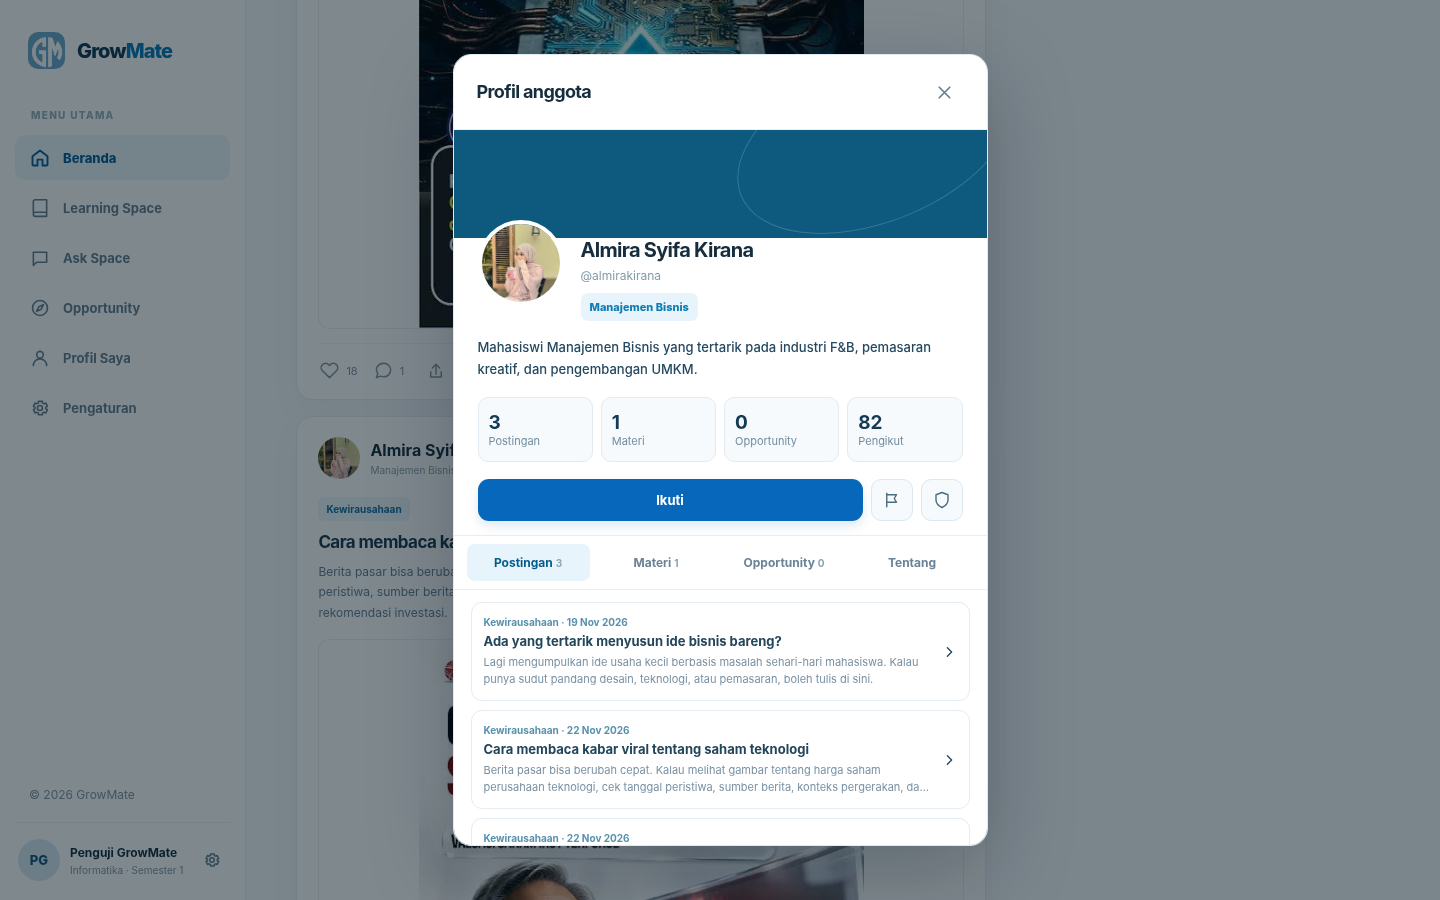 GrowMate
MENU UTAMA
Beranda
Learning Space
Ask Space
Opportunity
Profil Saya
Pengaturan
© 2026 GrowMate
PG
Penguji GrowMate
Informatika · Semester 1
18
1
Almira Syif
Manajemen Bisnis
Kewirausahaan
Cara membaca ka
Berita pasar bisa beruba
peristiwa, sumber berita
rekomendasi investasi.
Profil anggota
Almira Syifa Kirana
@almirakirana
Manajemen Bisnis
Mahasiswi Manajemen Bisnis yang tertarik pada industri F&B, pemasaran
kreatif, dan pengembangan UMKM.
3
Postingan
1
Materi
0
Opportunity
82
Pengikut
Ikuti
Postingan 3
Materi 1
Opportunity 0
Tentang
Kewirausahaan · 19 Nov 2026
Ada yang tertarik menyusun ide bisnis bareng?
Lagi mengumpulkan ide usaha kecil berbasis masalah sehari-hari mahasiswa. Kalau
punya sudut pandang desain, teknologi, atau pemasaran, boleh tulis di sini.
Kewirausahaan · 22 Nov 2026
Cara membaca kabar viral tentang saham teknologi
Berita pasar bisa berubah cepat. Kalau melihat gambar tentang harga saham
perusahaan teknologi, cek tanggal peristiwa, sumber berita, konteks pergerakan, da...
Kewirausahaan · 22 Nov 2026